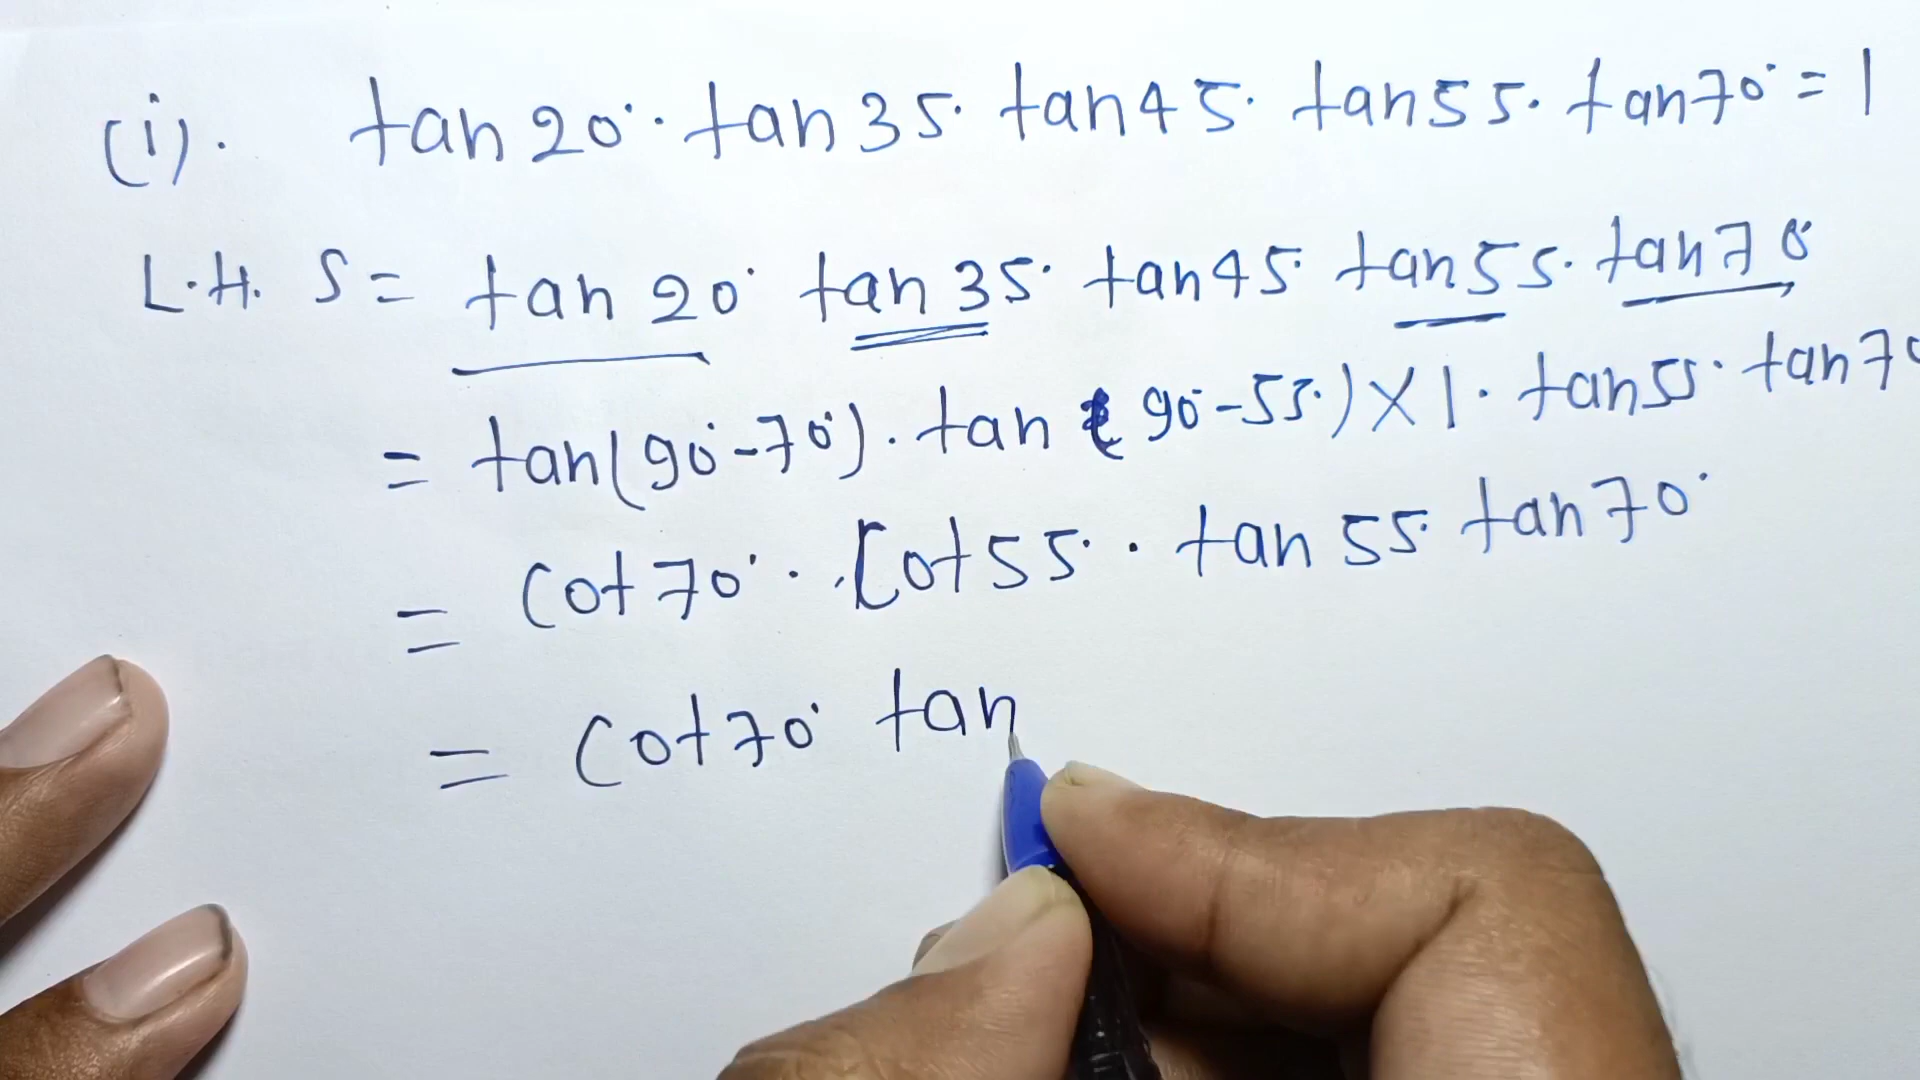 (i). tan 20°. tan 35° tan 45° tan 55° tan 70° = 1
L.H.S = tan 20° tan 35° tan 45° tan 55° tan 70°
= tan(90°-70°). tan (90°-55°) X 1. tan 55° tan 70
= Cot 70°. Cot 55°. tan 55° tan 70°
= Cot 70° tan